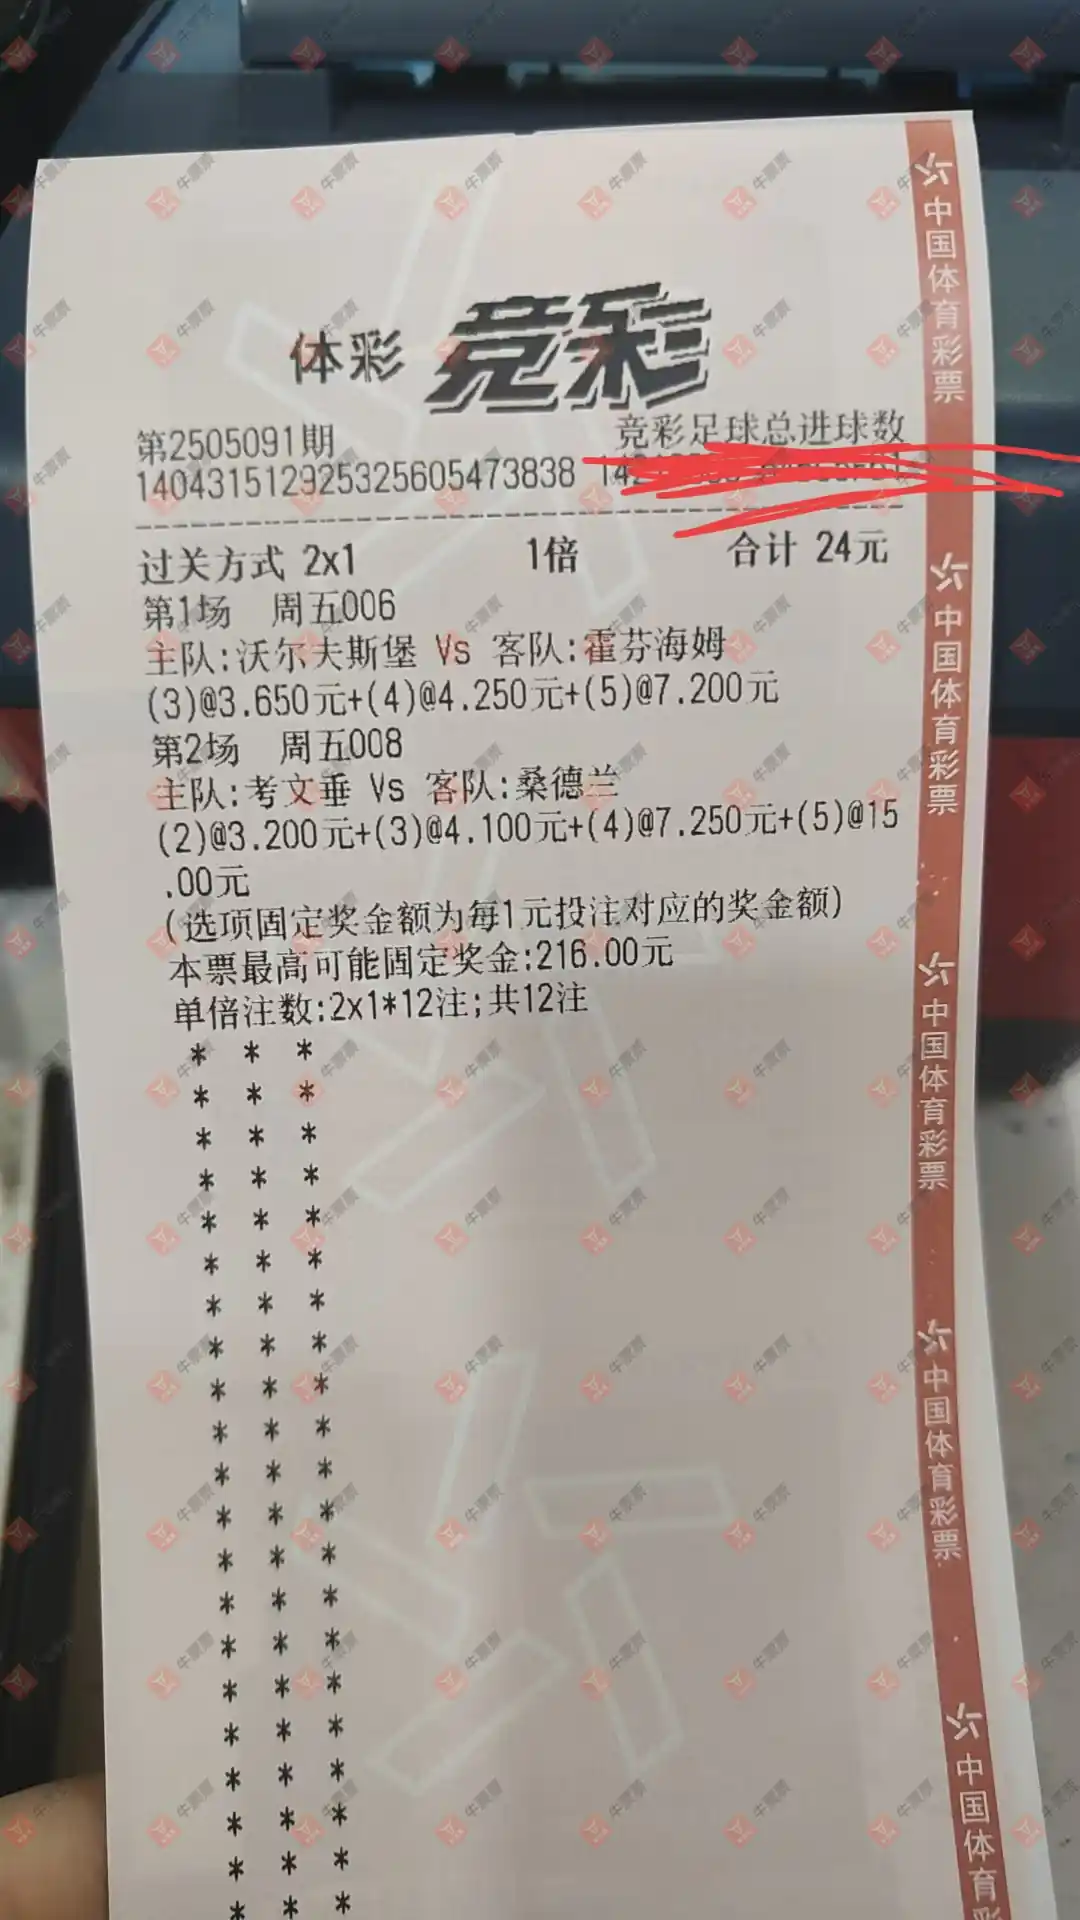 体彩 竞彩
第2505091期 竞彩足球总进球数
140431512925325605473838
过关方式 2x1 1倍 合计 24元
第1场 周五006
主队:沃尔夫斯堡 Vs 客队:霍芬海姆
(3)@3.650元+(4)@4.250元+(5)@7.200元
第2场 周五008
主队:考文垂 Vs 客队:桑德兰
(2)@3.200元+(3)@4.100元+(4)@7.250元+(5)@15
.00元
(选项固定奖金额为每1元投注对应的奖金额)
本票最高可能固定奖金:216.00元
单倍注数:2x1*12注;共12注
中国体育彩票
中国体育彩票
中国体育彩票
中国体育彩票
中国体育彩
牛票票